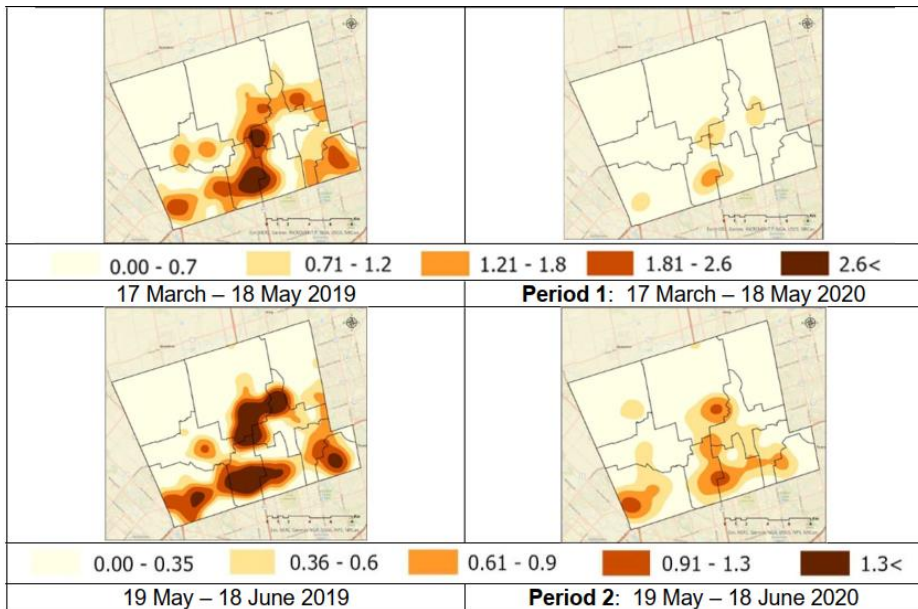 0.00 - 0.7
0.71 - 1.2
1.21 - 1.8
1.81 - 2.6
2.6<
17 March – 18 May 2019
Period 1: 17 March – 18 May 2020
0.00 - 0.35
0.36 - 0.6
0.61 - 0.9
0.91 - 1.3
1.3<
19 May – 18 June 2019
Period 2: 19 May – 18 June 2020